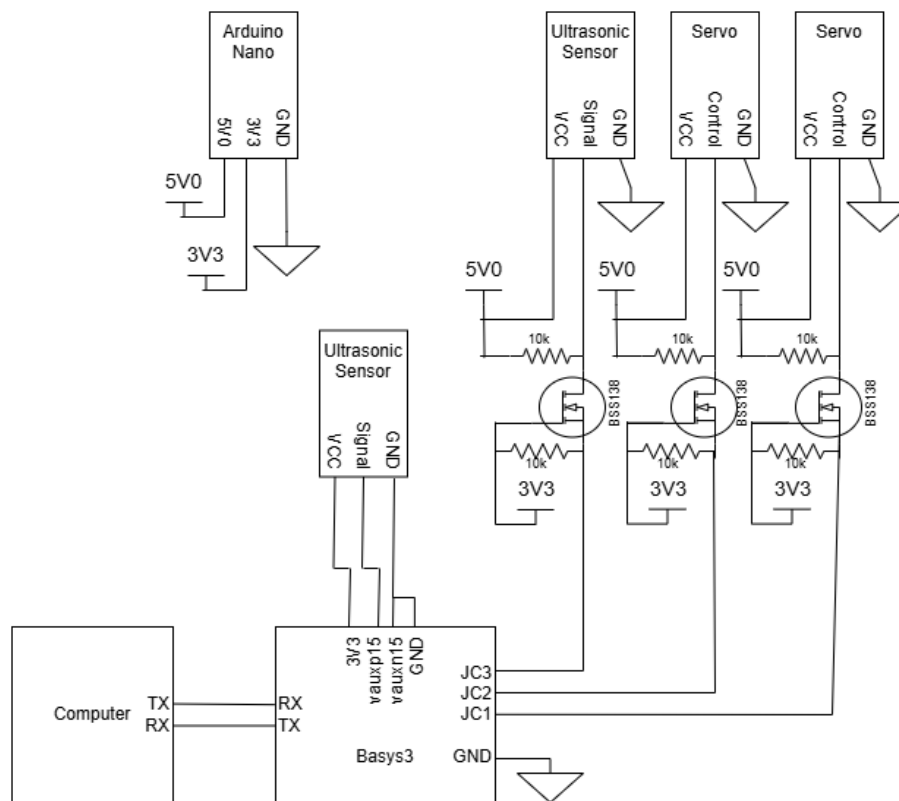 Arduino
Nano
5V0
3V3
GND
5V0
3V3
Ultrasonic
Sensor
VCC
Signal
GND
Servo
VCC
Control
GND
Servo
VCC
Control
GND
5V0
5V0
5V0
10k
10k
10k
BSS138
BSS138
BSS138
10k
10k
10k
3V3
3V3
3V3
Ultrasonic
Sensor
VCC
Signal
GND
3V3
vauxp15
vauxn15
GND
Computer
TX
RX
RX
TX
Basys3
JC3
JC2
JC1
GND